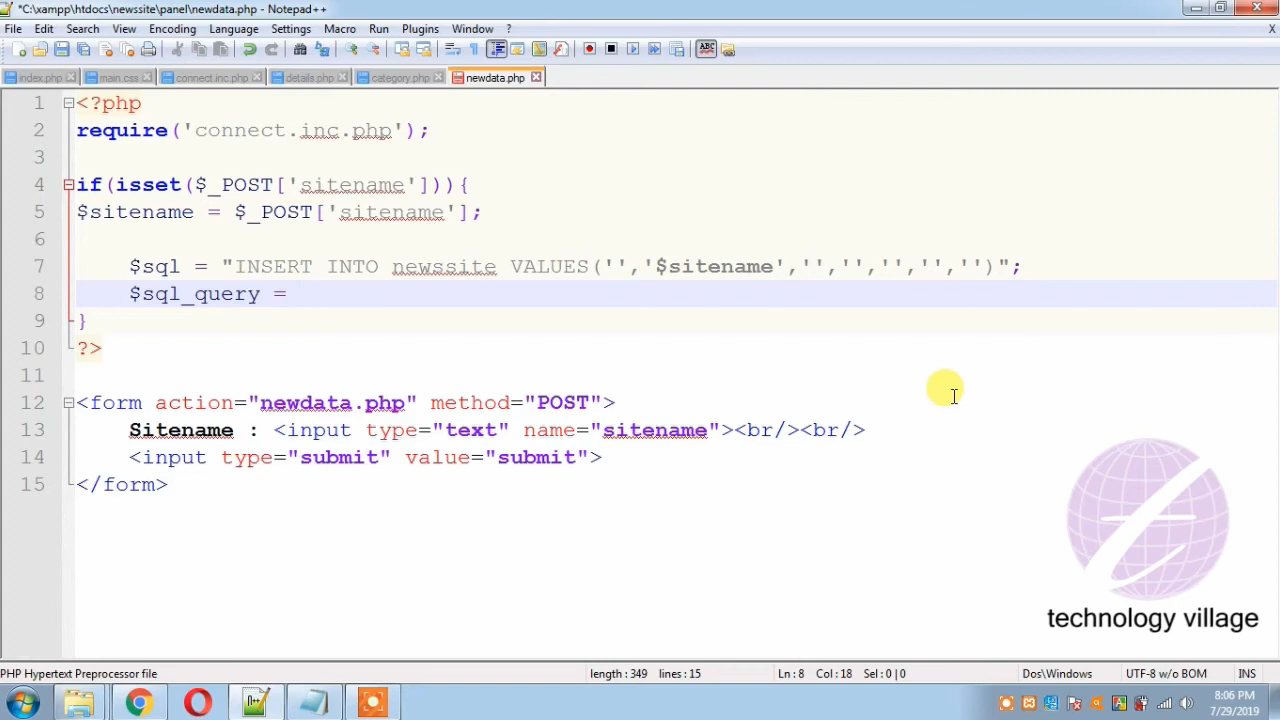 *C:\xampp\htdocs\newssite\panel\newdata.php - Notepad++
File Edit Search View Encoding Language Settings Macro Run Plugins Window ? X
index.php main.css connect.inc.php details.php category.php newdata.php
1 <?php
2 require('connect.inc.php');
3
4 if(isset($_POST['sitename'])){
5 $sitename = $_POST['sitename'];
6
7 $sql = "INSERT INTO newssite VALUES('','$sitename','','','','','')";
8 $sql_query =
9 }
10 ?>
11
12 <form action="newdata.php" method="POST">
13 Sitename : <input type="text" name="sitename"><br/><br/>
14 <input type="submit" value="submit">
15 </form>
technology village
PHP Hypertext Preprocessor file length : 349 lines : 15 Ln : 8 Col : 18 Sel : 0 | 0 Dos\Windows UTF-8 w/o BOM INS
8:06 PM
7/29/2019